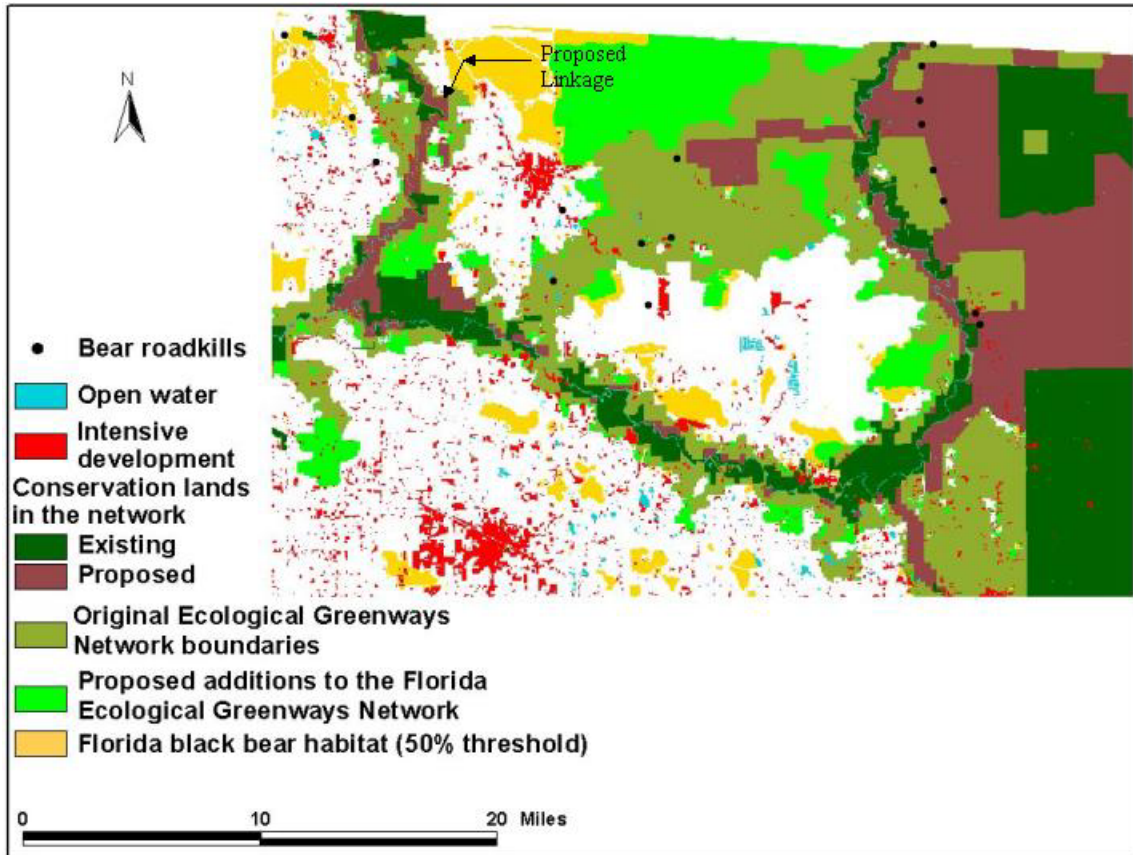 N
Proposed
Linkage
Bear roadkills
Open water
Intensive
development
Conservation lands
in the network
Existing
Proposed
Original Ecological Greenways
Network boundaries
Proposed additions to the Florida
Ecological Greenways Network
Florida black bear habitat (50% threshold)
0 10 20 Miles